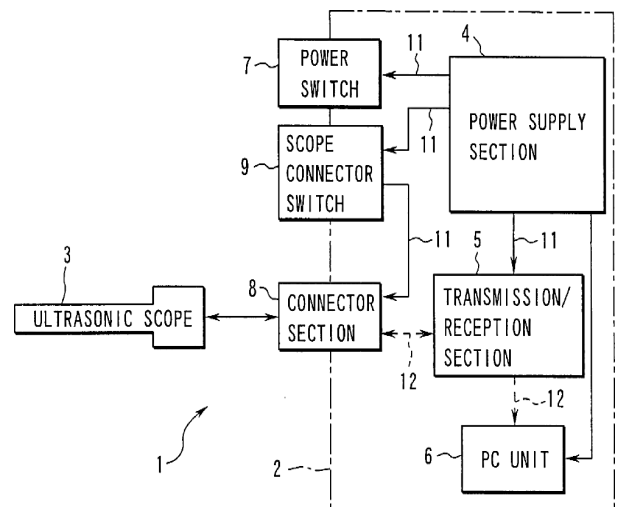 7
POWER
SWITCH
11
4
POWER SUPPLY
SECTION
11
9
SCOPE
CONNECTOR
SWITCH
11
11
3
ULTRASONIC SCOPE
8
CONNECTOR
SECTION
12
5
TRANSMISSION/
RECEPTION
SECTION
12
6
PC UNIT
1
2